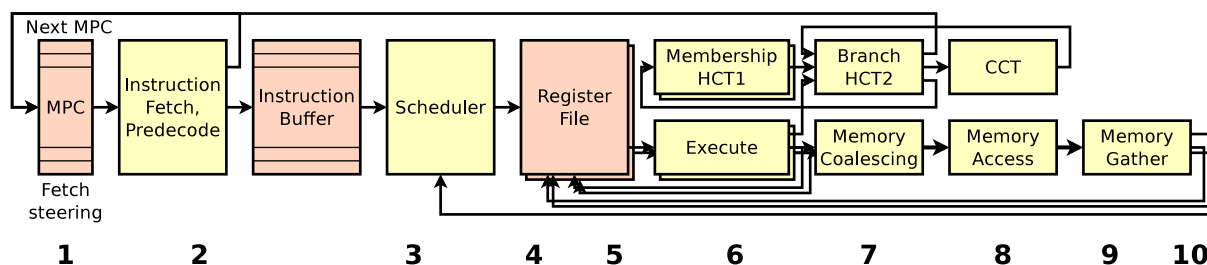 Next MPC
MPC
Fetch
steering
Instruction
Fetch,
Predecode
Instruction
Buffer
Scheduler
Register
File
Membership
HCT1
Branch
HCT2
CCT
Execute
Memory
Coalescing
Memory
Access
Memory
Gather
1 2 3 4 5 6 7 8 9 10